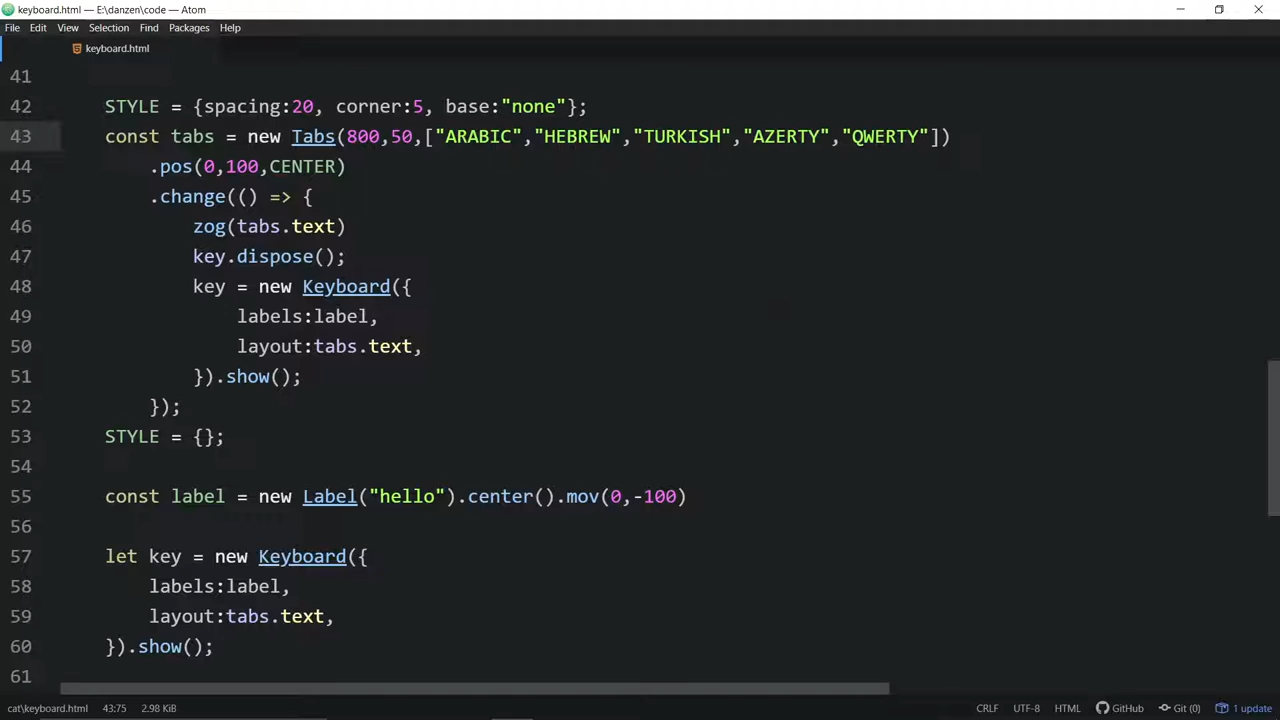 keyboard.html — E:\danzen\code — Atom
File Edit View Selection Find Packages Help
keyboard.html
41
42 STYLE = {spacing:20, corner:5, base:"none"};
43 const tabs = new Tabs(800,50,["ARABIC","HEBREW","TURKISH","AZERTY","QWERTY"])
44 .pos(0,100,CENTER)
45 .change(() => {
46 zog(tabs.text)
47 key.dispose();
48 key = new Keyboard({
49 labels:label,
50 layout:tabs.text,
51 }).show();
52 });
53 STYLE = {};
54
55 const label = new Label("hello").center().mov(0,-100)
56
57 let key = new Keyboard({
58 labels:label,
59 layout:tabs.text,
60 }).show();
61
cat\keyboard.html 43:75 2.98 KiB CRLF UTF-8 HTML GitHub Git (0) 1 update